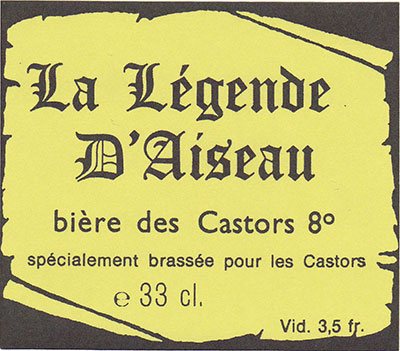 La Légende
D'Aiseau
bière des Castors 8°
spécialement brassée pour les Castors
e 33 cl.
Vid. 3,5 fr.